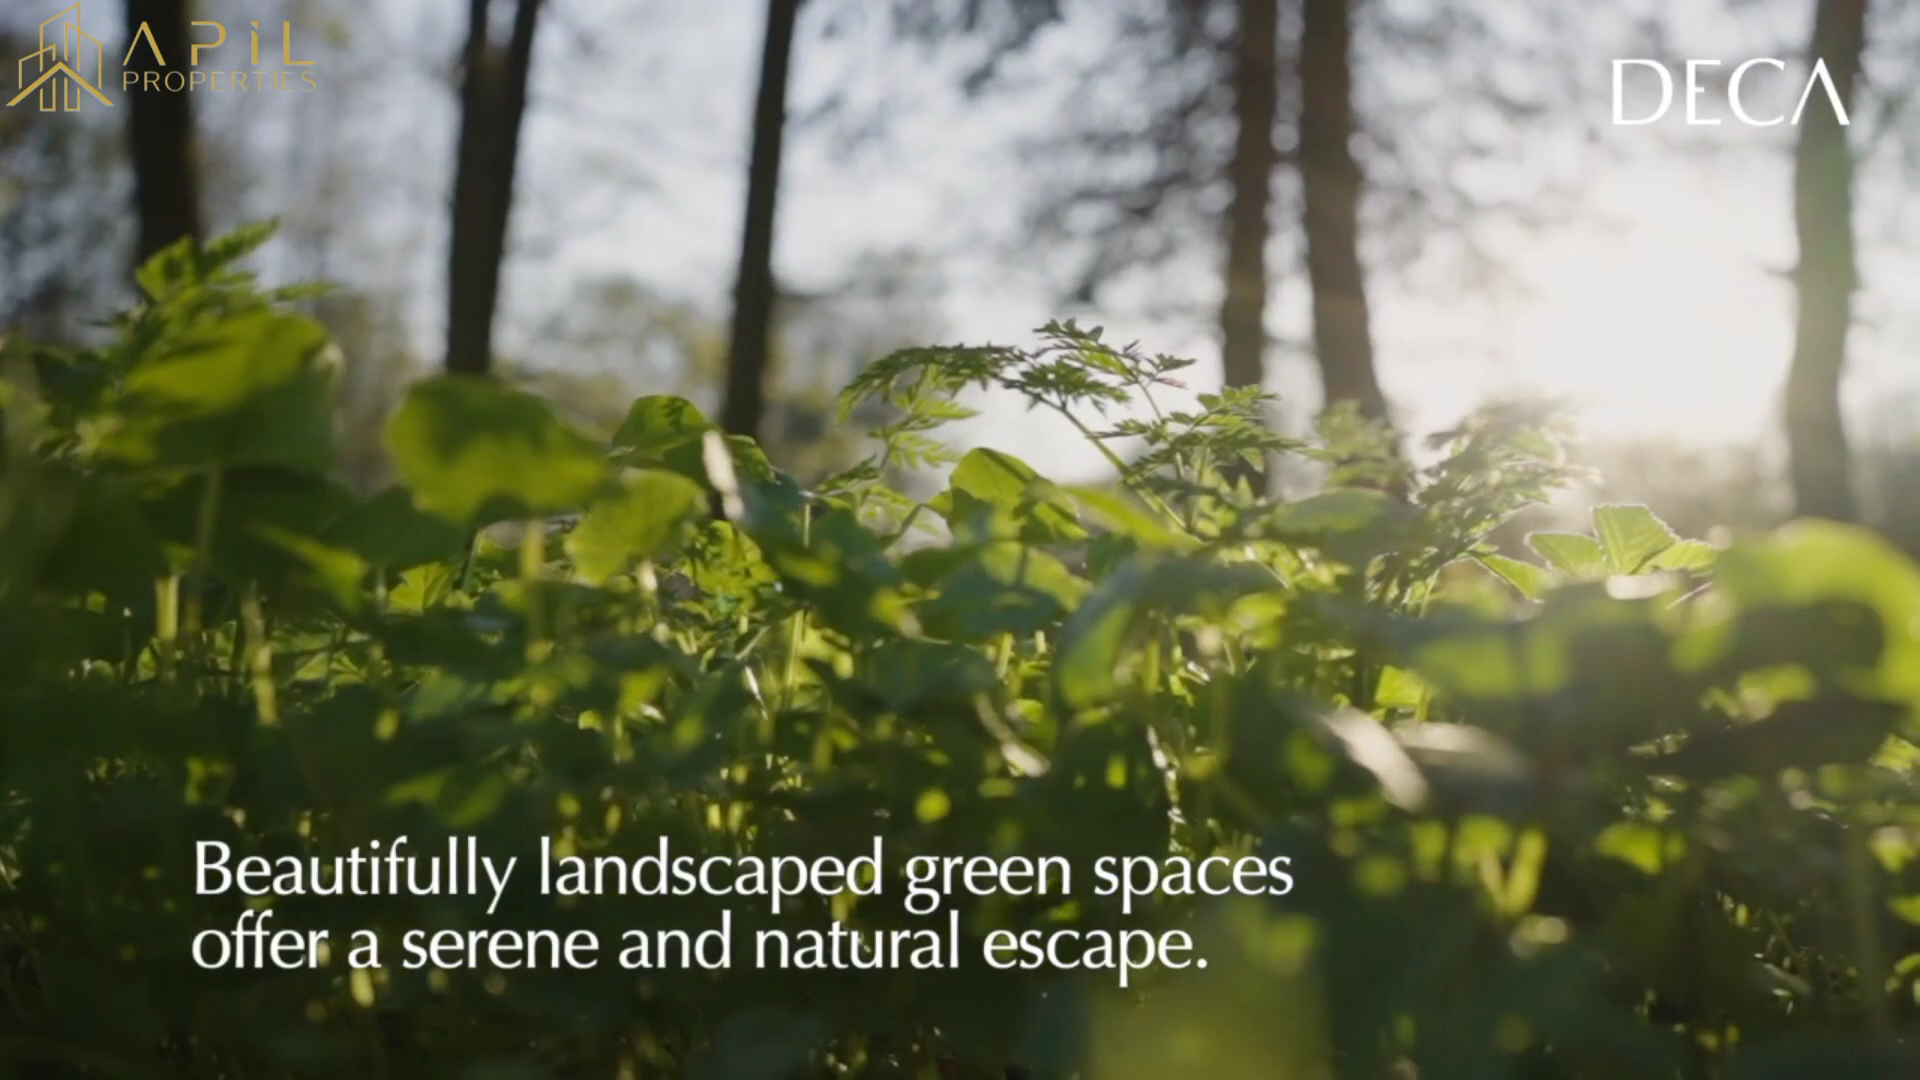 APiL
PROPERTIES
DECA
Beautifully landscaped green spaces
offer a serene and natural escape.